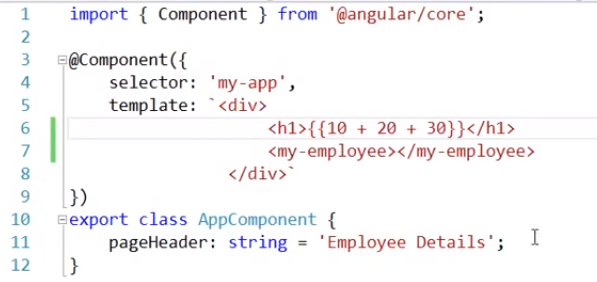 1 import { Component } from '@angular/core';
2
3 @Component({
4     selector: 'my-app',
5     template: `<div>
6                     <h1>{{10 + 20 + 30}}</h1>
7                     <my-employee></my-employee>
8                 </div>`
9 })
10 export class AppComponent {
11     pageHeader: string = 'Employee Details';
12 }